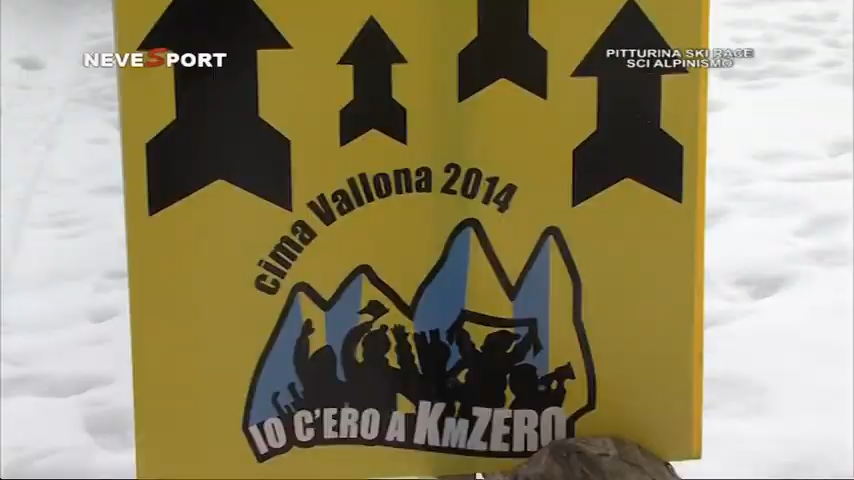 NEVESPORT
PITTURINA SKI RACE
SCI ALPINISMO
Cima Vallona 2014
IO C'ERO A KMZERO